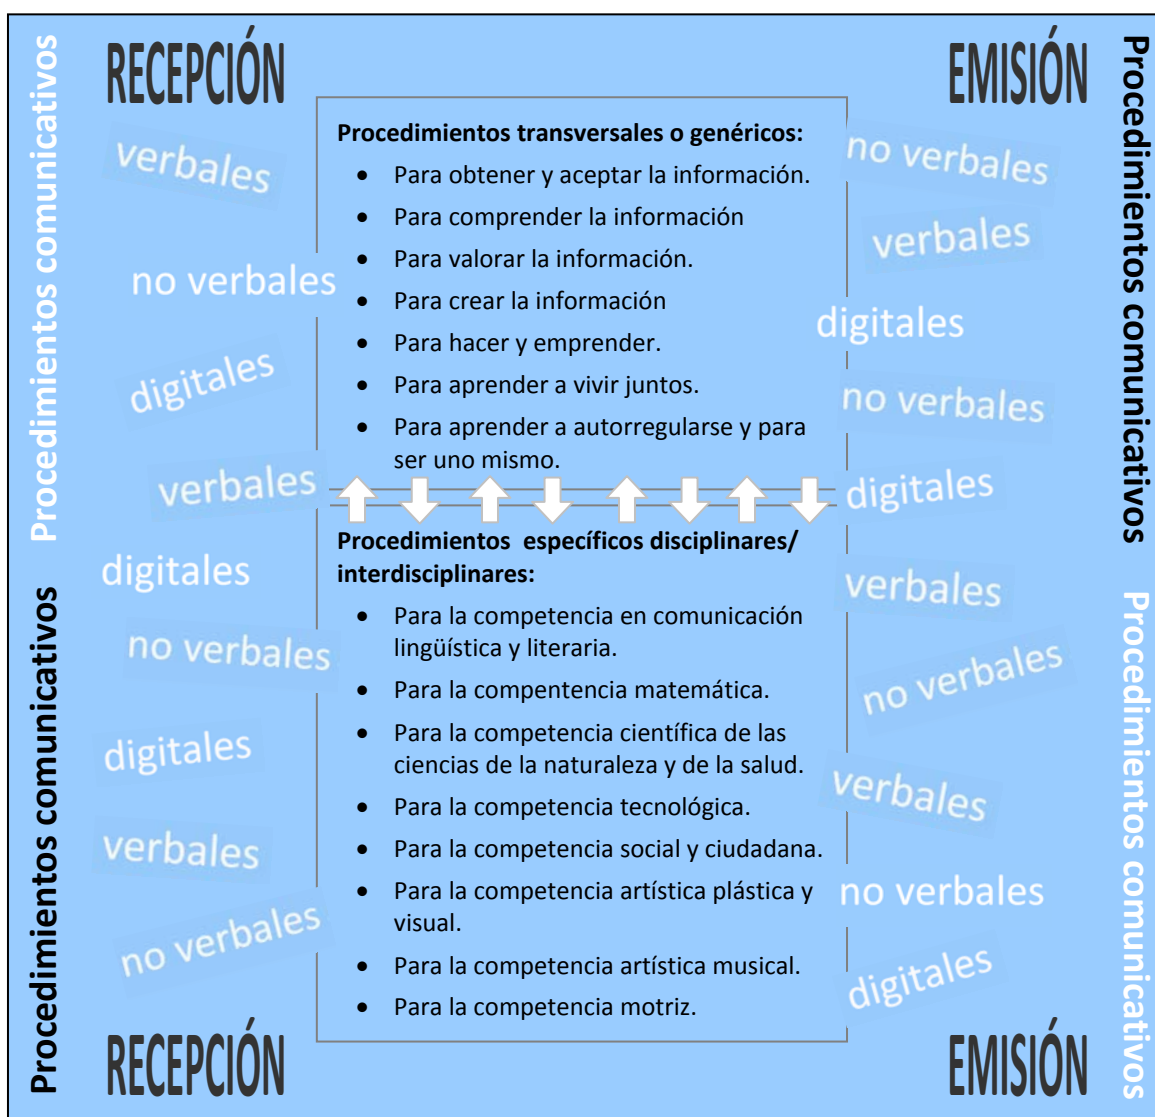 RECEPCIÓN
EMISIÓN
Procedimientos comunicativos
Procedimientos comunicativos
verbales
no verbales
digitales
verbales
digitales
no verbales
digitales
verbales
no verbales
Procedimientos transversales o genéricos:
• Para obtener y aceptar la información.
• Para comprender la información
• Para valorar la información.
• Para crear la información
• Para hacer y emprender.
• Para aprender a vivir juntos.
• Para aprender a autorregularse y para
ser uno mismo.
Procedimientos específicos disciplinares/
interdisciplinares:
• Para la competencia en comunicación
lingüística y literaria.
• Para la compentencia matemática.
• Para la competencia científica de las
ciencias de la naturaleza y de la salud.
• Para la competencia tecnológica.
• Para la competencia social y ciudadana.
• Para la competencia artística plástica y
visual.
• Para la competencia artística musical.
• Para la competencia motriz.
no verbales
verbales
digitales
no verbales
digitales
verbales
no verbales
verbales
no verbales
digitales
Procedimientos comunicativos
Procedimientos comunicativos
RECEPCIÓN
EMISIÓN